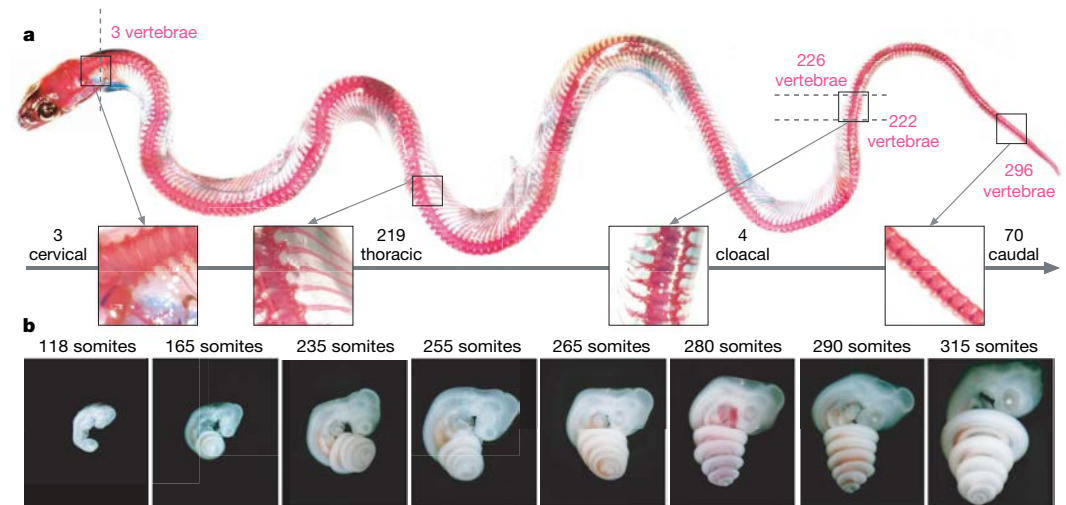 a
3 vertebrae
226
vertebrae
222
vertebrae
296
vertebrae
3
cervical
219
thoracic
4
cloacal
70
caudal
b
118 somites
165 somites
235 somites
255 somites
265 somites
280 somites
290 somites
315 somites